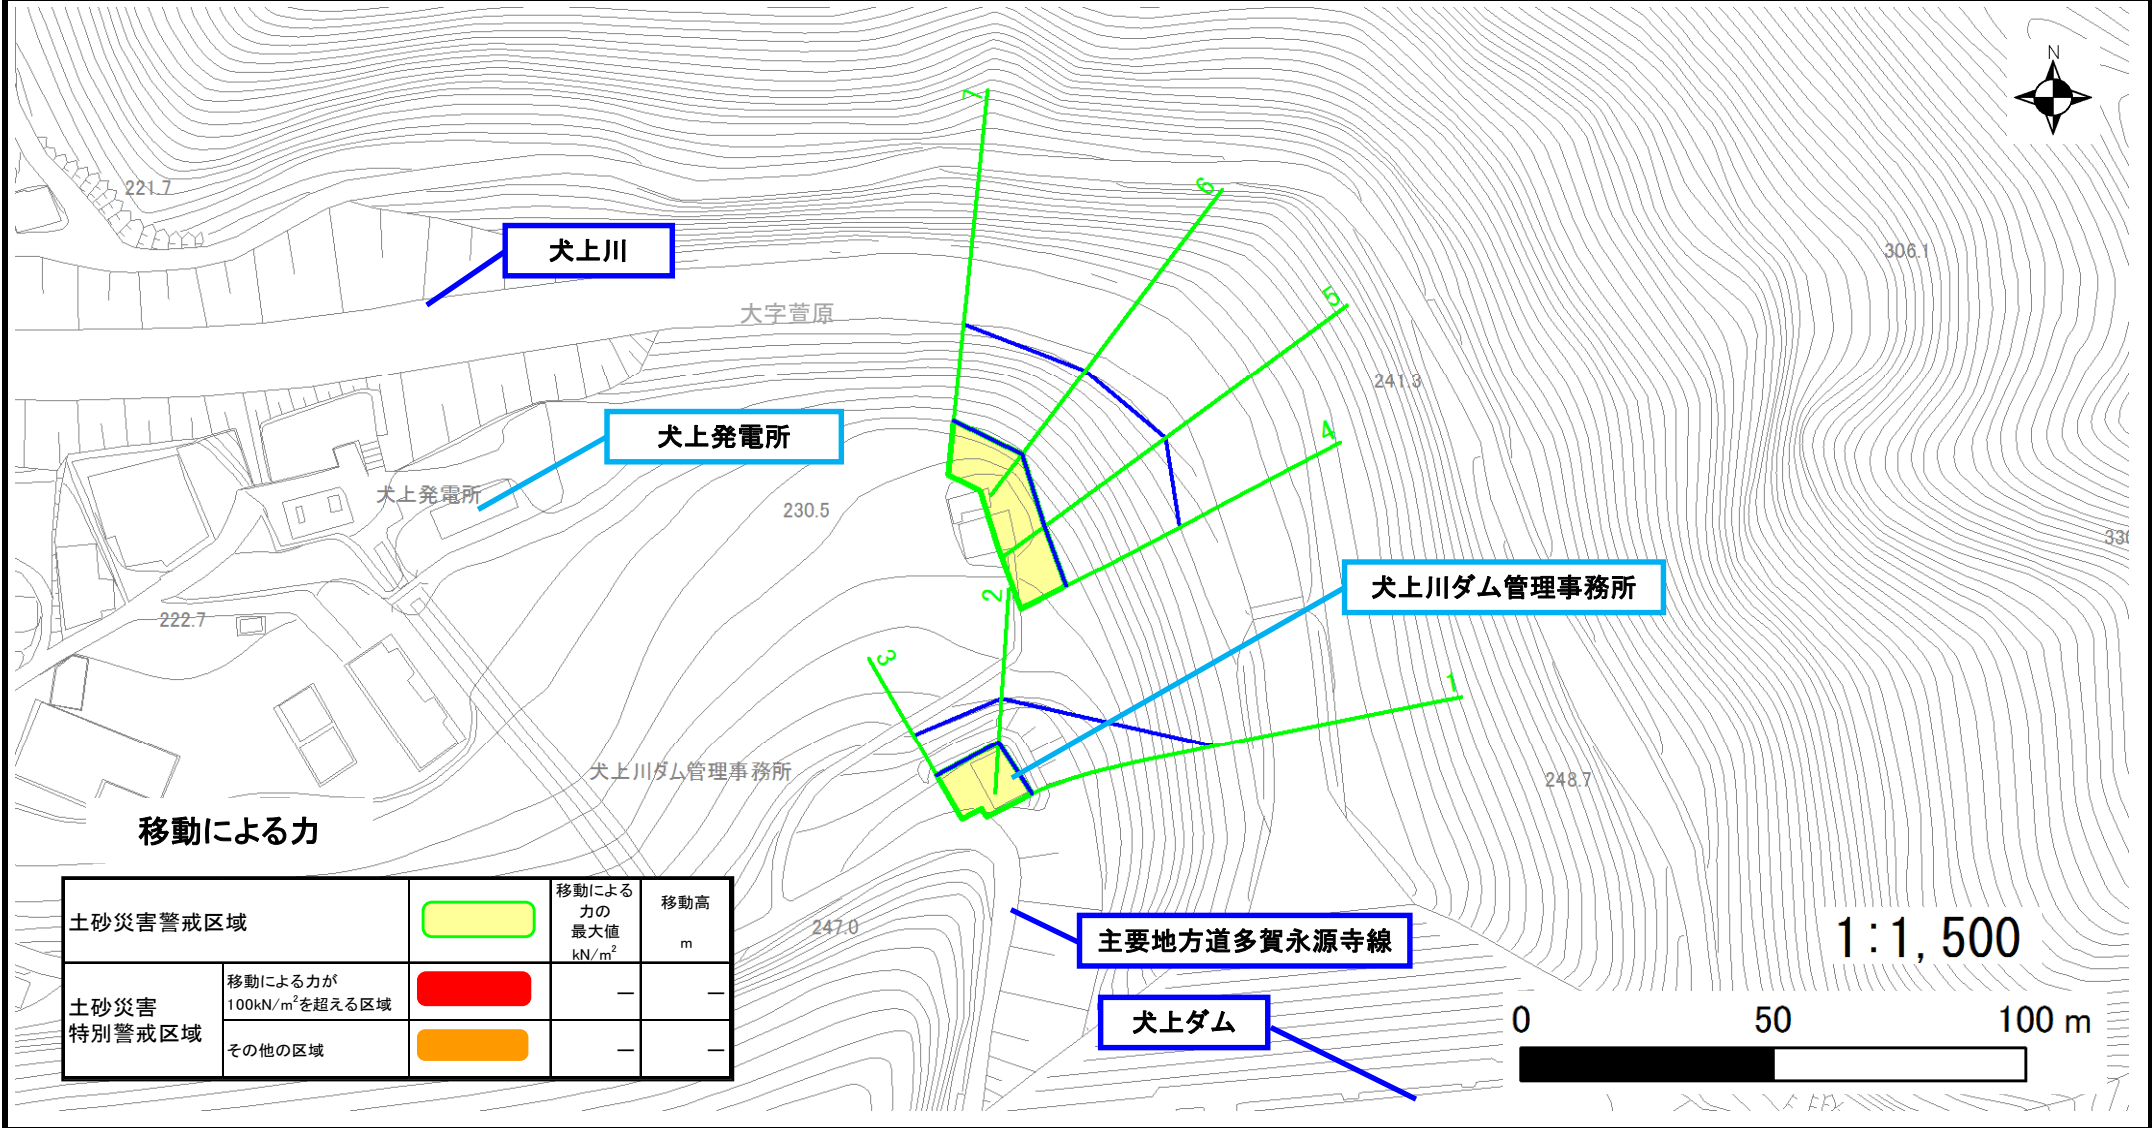 N
7
6
221.7
犬上川
306.1
5
大字萱原
241.3
4
犬上発電所
犬上発電所
230.5
330
犬上川ダム管理事務所
2
222.7
3
1
犬上川ダム管理事務所
248.7
移動による力
247.0
土砂災害警戒区域
移動による
力の
最大値
kN/m²
移動高
m
土砂災害
特別警戒区域
移動による力が
100kN/m²を超える区域
― ―
その他の区域
― ―
主要地方道多賀永源寺線
犬上ダム
1:1,500
0 50 100 m